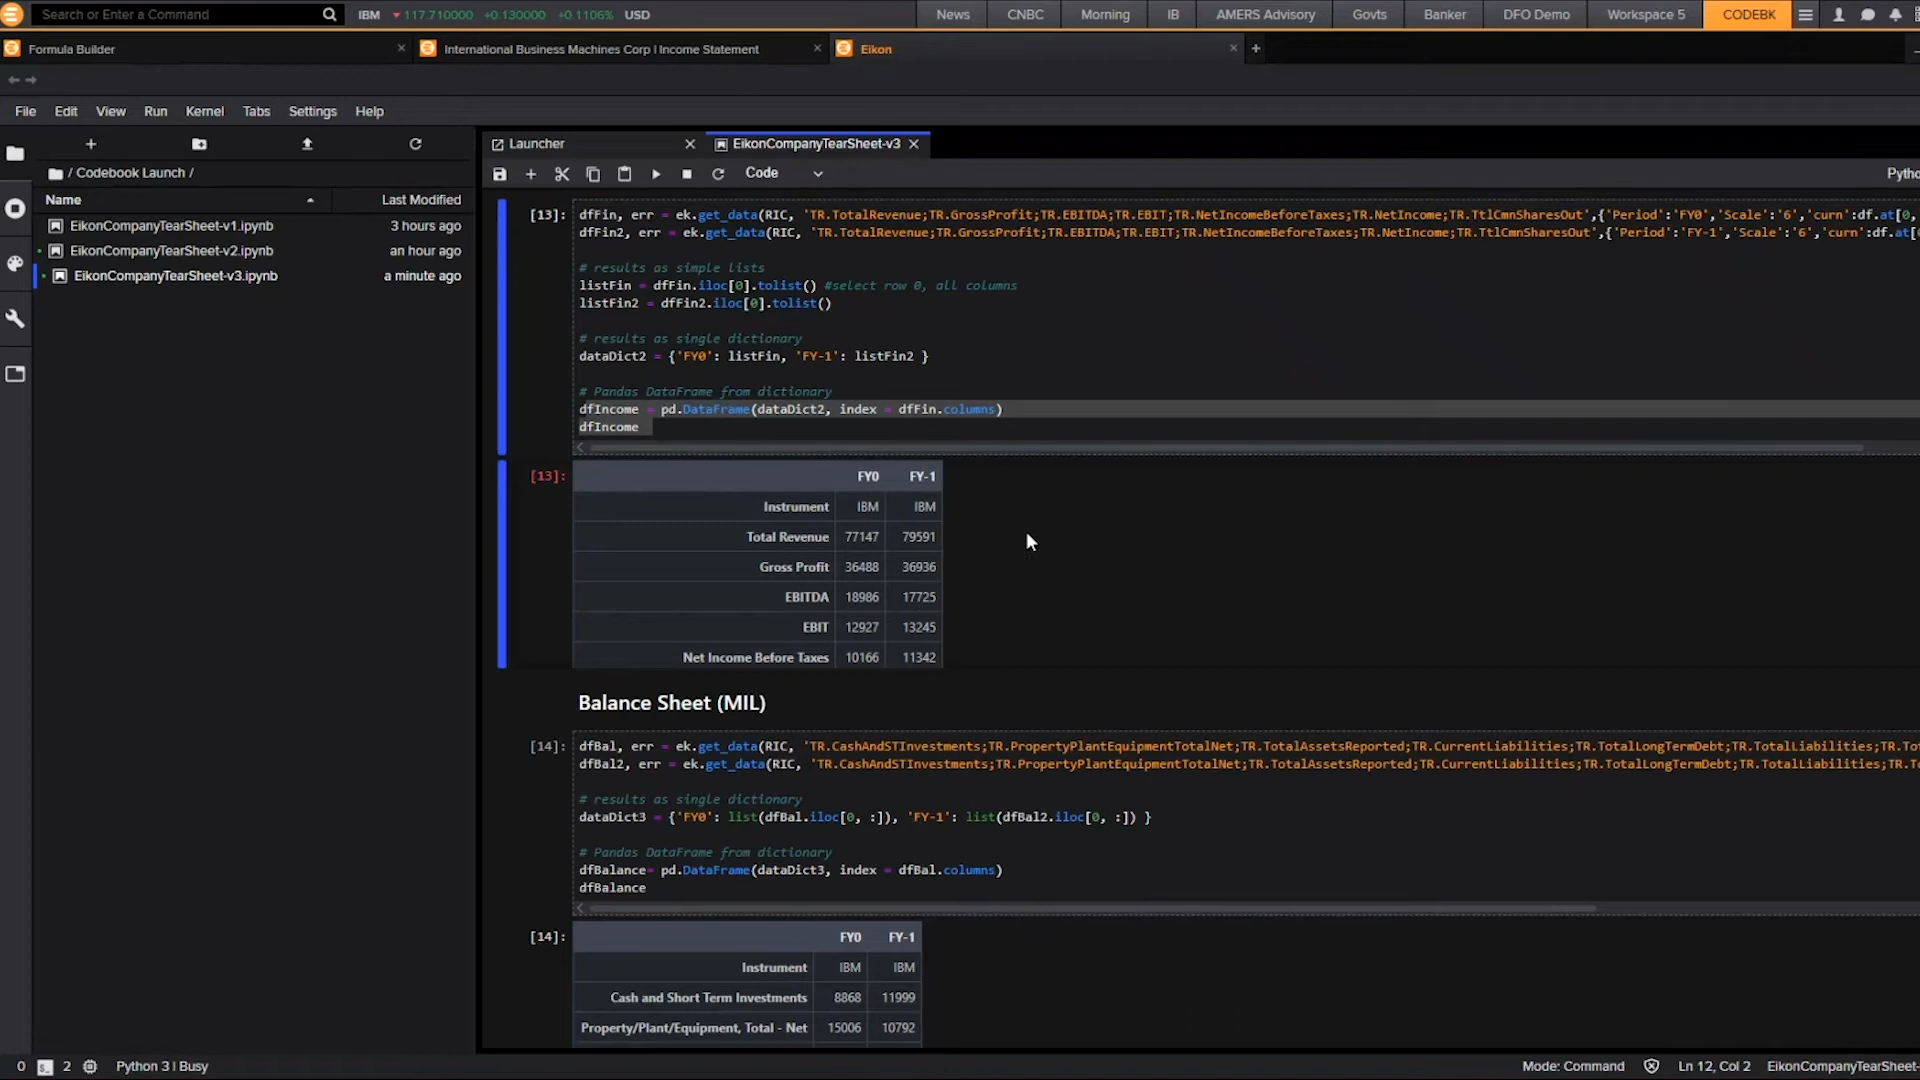 Search or Enter a Command
IBM 117.710000 +0.130000 +0.1106% USD
News CNBC Morning IB AMERS Advisory Govts Banker DFO Demo Workspace 5 CODEBK
Formula Builder
International Business Machines Corp | Income Statement
Eikon
File Edit View Run Kernel Tabs Settings Help
/ Codebook Launch /
Name Last Modified
EikonCompanyTearSheet-v1.ipynb 3 hours ago
EikonCompanyTearSheet-v2.ipynb an hour ago
EikonCompanyTearSheet-v3.ipynb a minute ago
Launcher
EikonCompanyTearSheet-v3
Code
Pytho
[13]: dfFin, err = ek.get_data(RIC, 'TR.TotalRevenue;TR.GrossProfit;TR.EBITDA;TR.EBIT;TR.NetIncomeBeforeTaxes;TR.NetIncome;TR.TtlCmnSharesOut',{'Period':'FY0','Scale':'6','curn':df.at[0,
dfFin2, err = ek.get_data(RIC, 'TR.TotalRevenue;TR.GrossProfit;TR.EBITDA;TR.EBIT;TR.NetIncomeBeforeTaxes;TR.NetIncome;TR.TtlCmnSharesOut',{'Period':'FY-1','Scale':'6','curn':df.at[
# results as simple lists
listFin = dfFin.iloc[0].tolist() #select row 0, all columns
listFin2 = dfFin2.iloc[0].tolist()
# results as single dictionary
dataDict2 = {'FY0': listFin, 'FY-1': listFin2 }
# Pandas DataFrame from dictionary
dfIncome = pd.DataFrame(dataDict2, index = dfFin.columns)
dfIncome
[13]: FY0 FY-1
Instrument IBM IBM
Total Revenue 77147 79591
Gross Profit 36488 36936
EBITDA 18986 17725
EBIT 12927 13245
Net Income Before Taxes 10166 11342
Balance Sheet (MIL)
[14]: dfBal, err = ek.get_data(RIC, 'TR.CashAndSTInvestments;TR.PropertyPlantEquipmentTotalNet;TR.TotalAssetsReported;TR.CurrentLiabilities;TR.TotalLongTermDebt;TR.TotalLiabilities;TR.Tot
dfBal2, err = ek.get_data(RIC, 'TR.CashAndSTInvestments;TR.PropertyPlantEquipmentTotalNet;TR.TotalAssetsReported;TR.CurrentLiabilities;TR.TotalLongTermDebt;TR.TotalLiabilities;TR.To
# results as single dictionary
dataDict3 = {'FY0': list(dfBal.iloc[0, :]), 'FY-1': list(dfBal2.iloc[0, :]) }
# Pandas DataFrame from dictionary
dfBalance= pd.DataFrame(dataDict3, index = dfBal.columns)
dfBalance
[14]: FY0 FY-1
Instrument IBM IBM
Cash and Short Term Investments 8868 11999
Property/Plant/Equipment, Total - Net 15006 10792
0 2 Python 3 | Busy
Mode: Command Ln 12, Col 2 EikonCompanyTearSheet-